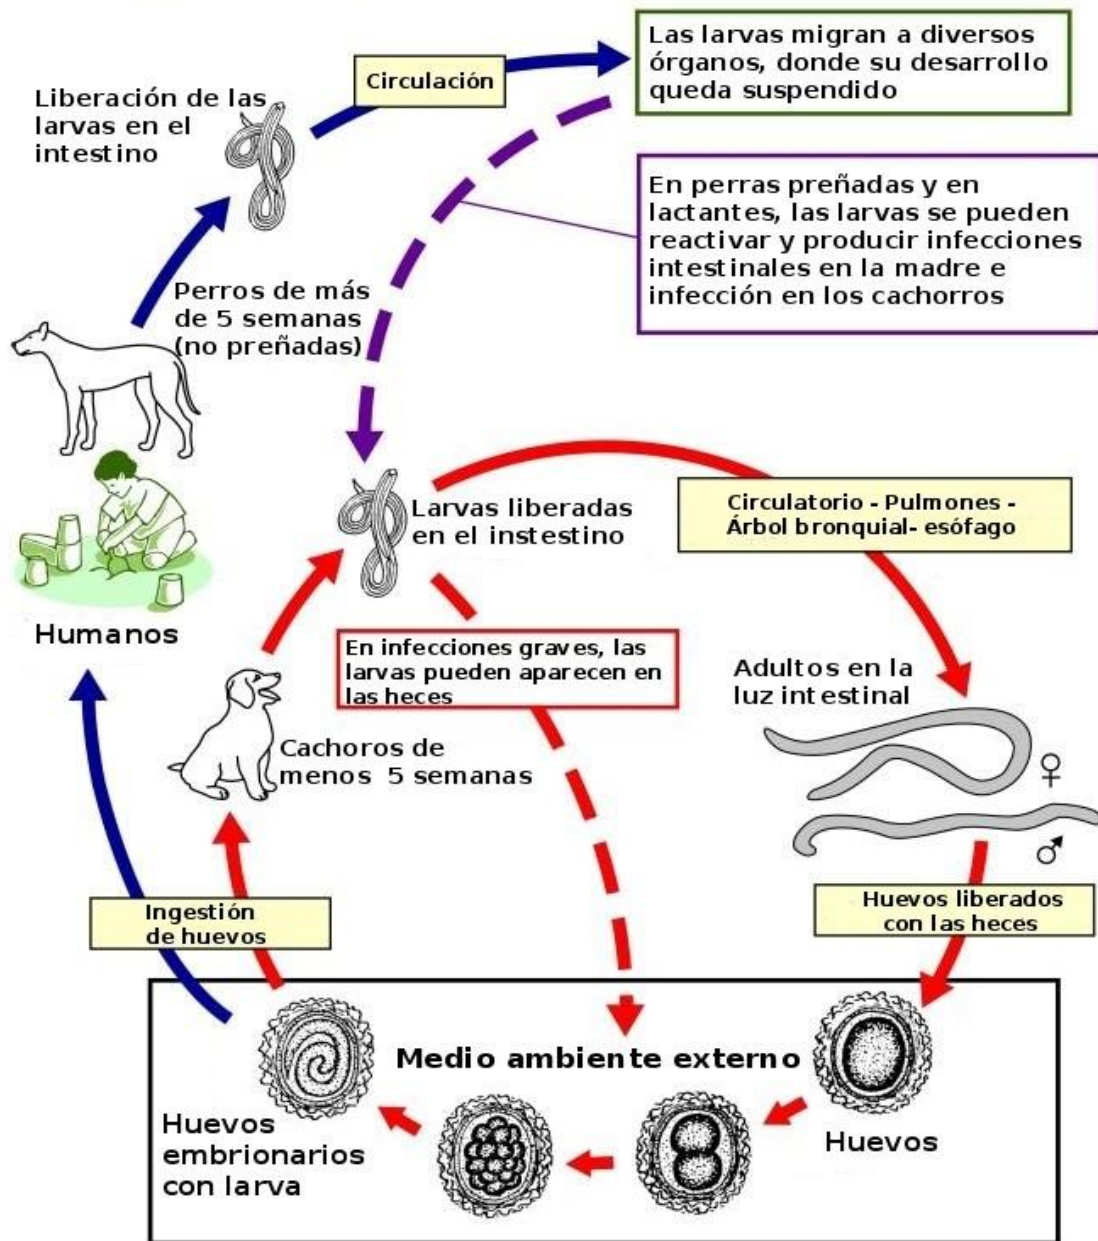 Las larvas migran a diversos
órganos, donde su desarrollo
queda suspendido
Circulación
Liberación de las
larvas en el
intestino
En perras preñadas y en
lactantes, las larvas se pueden
reactivar y producir infecciones
intestinales en la madre e
infección en los cachorros
Perros de más
de 5 semanas
(no preñadas)
Larvas liberadas
en el instestino
Circulatorio - Pulmones -
Árbol bronquial- esófago
Humanos
En infecciones graves, las
larvas pueden aparecen en
las heces
Adultos en la
luz intestinal
Cachoros de
menos 5 semanas
♀
♂
Ingestión
de huevos
Huevos liberados
con las heces
Medio ambiente externo
Huevos
embrionarios
con larva
Huevos